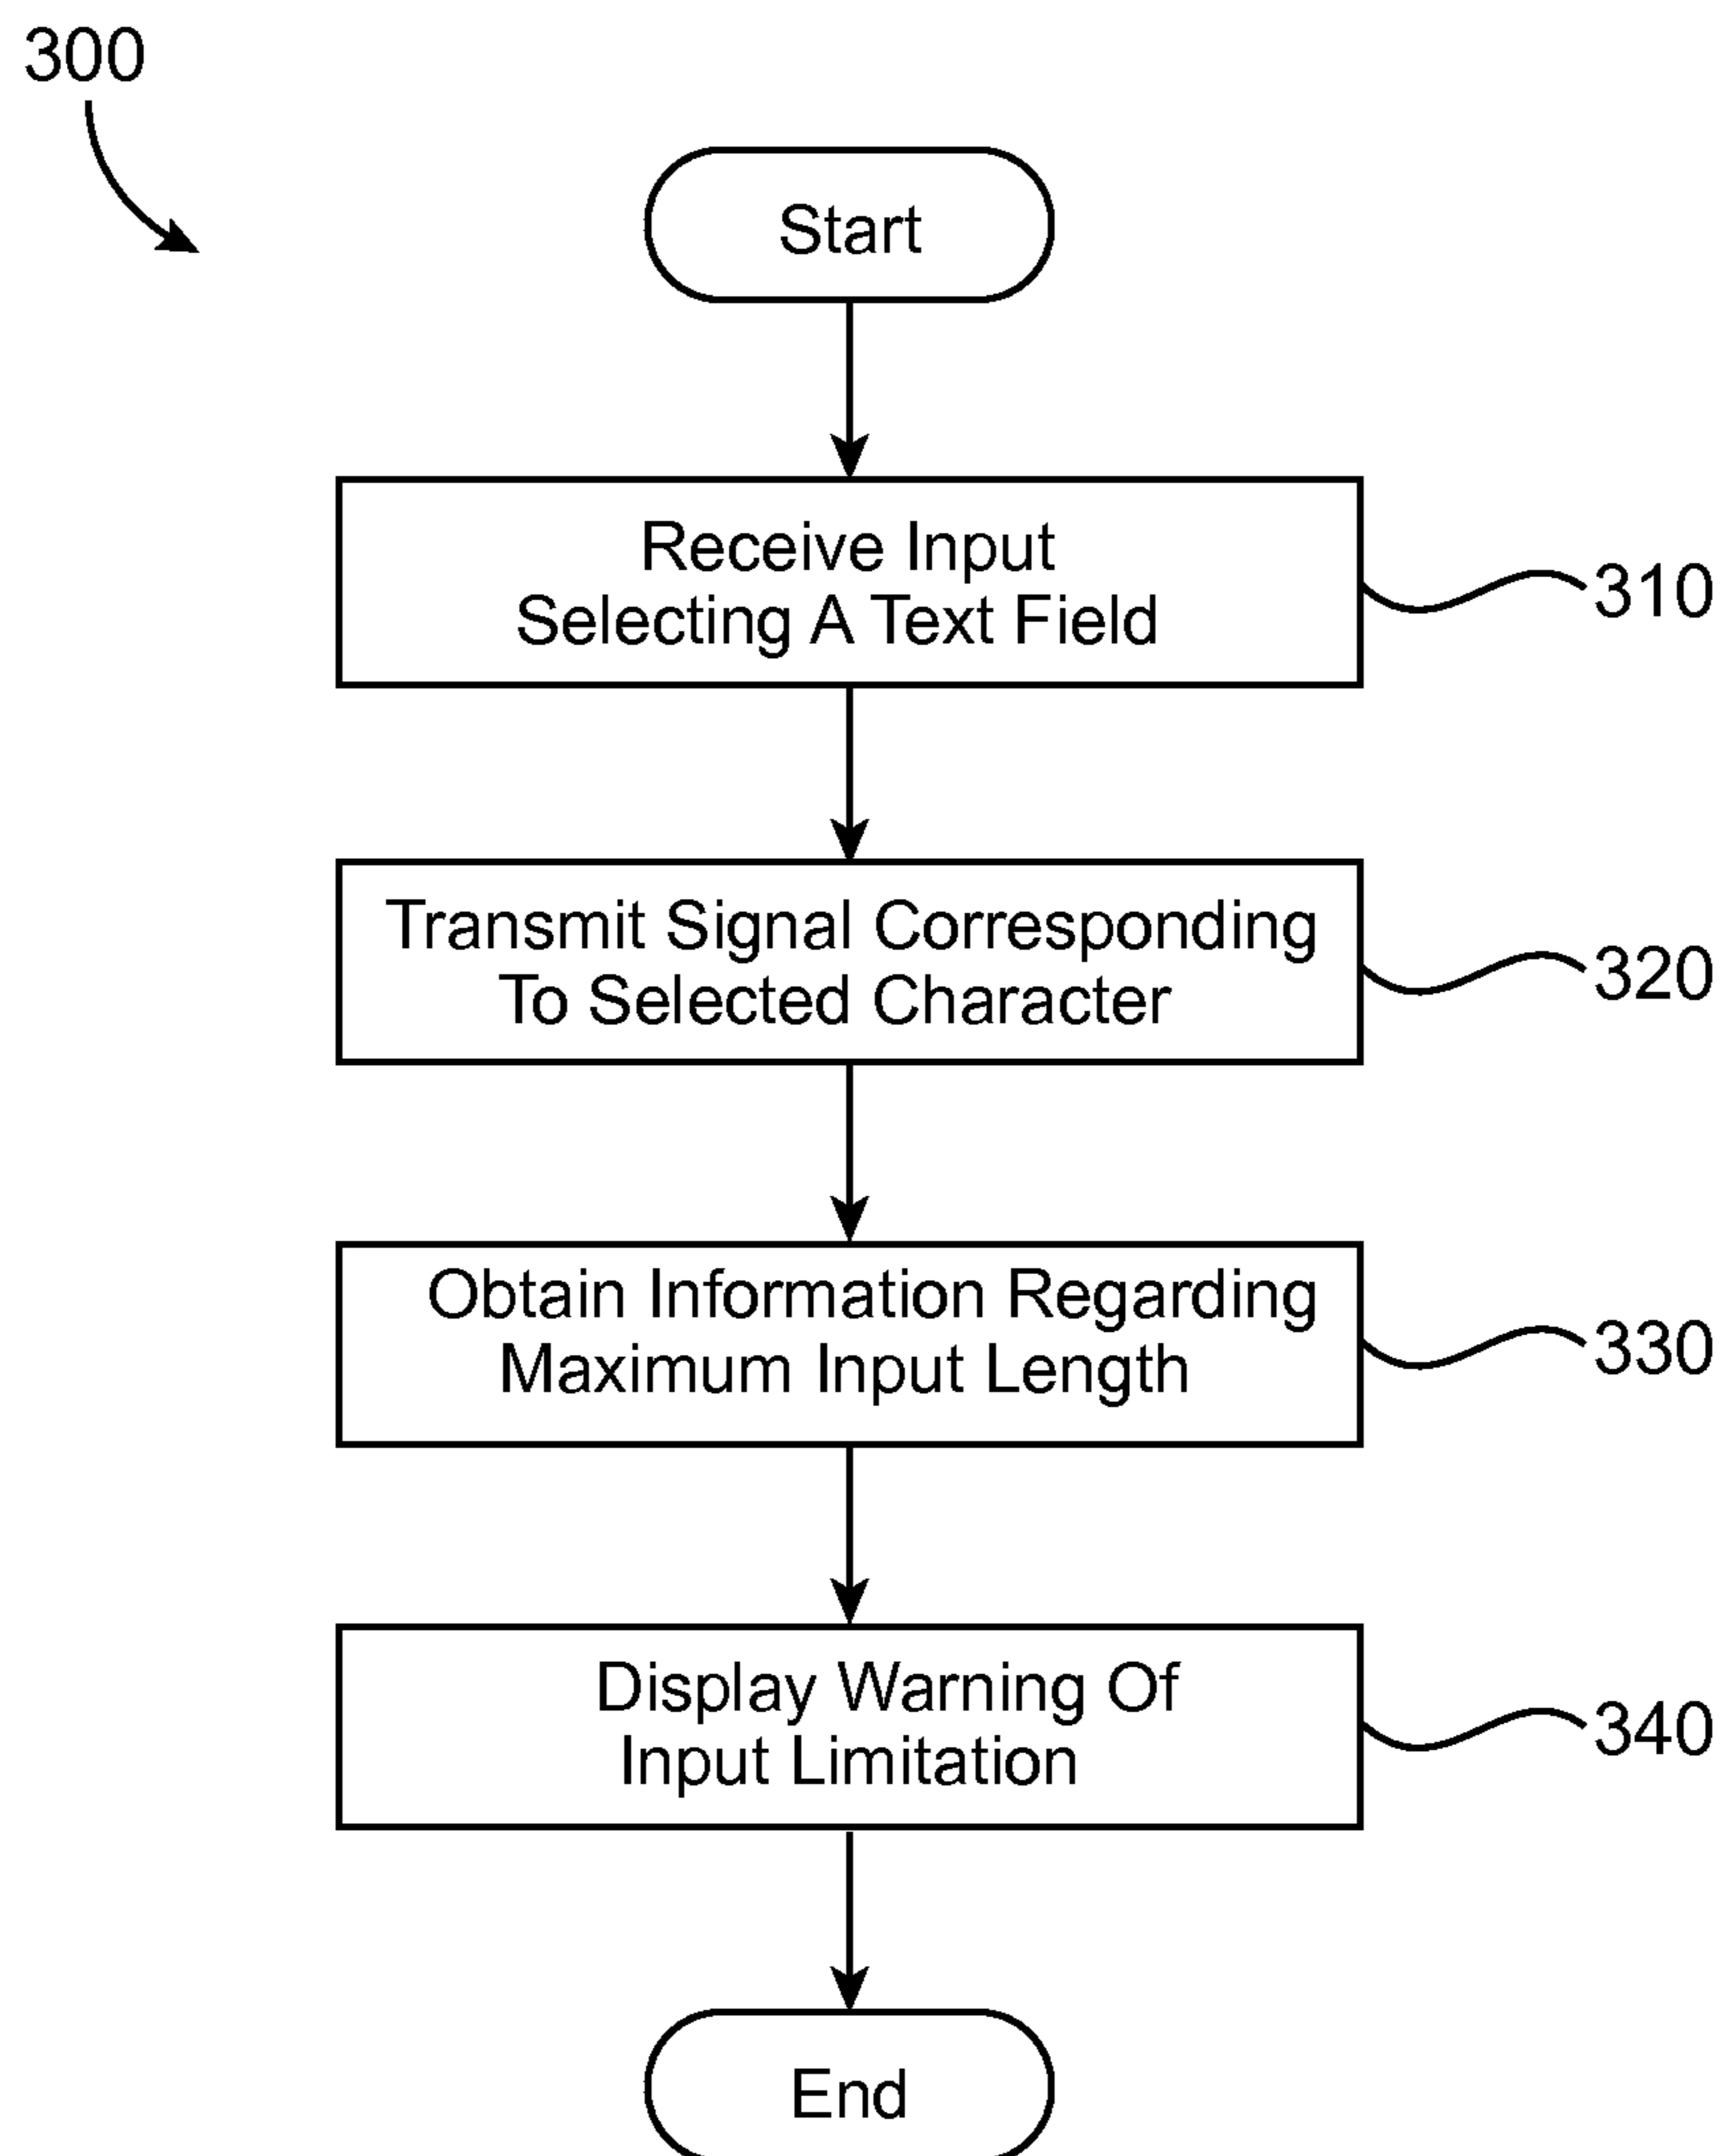 300
Start
Receive Input
Selecting A Text Field
310
Transmit Signal Corresponding
To Selected Character
320
Obtain Information Regarding
Maximum Input Length
330
Display Warning Of
Input Limitation
340
End